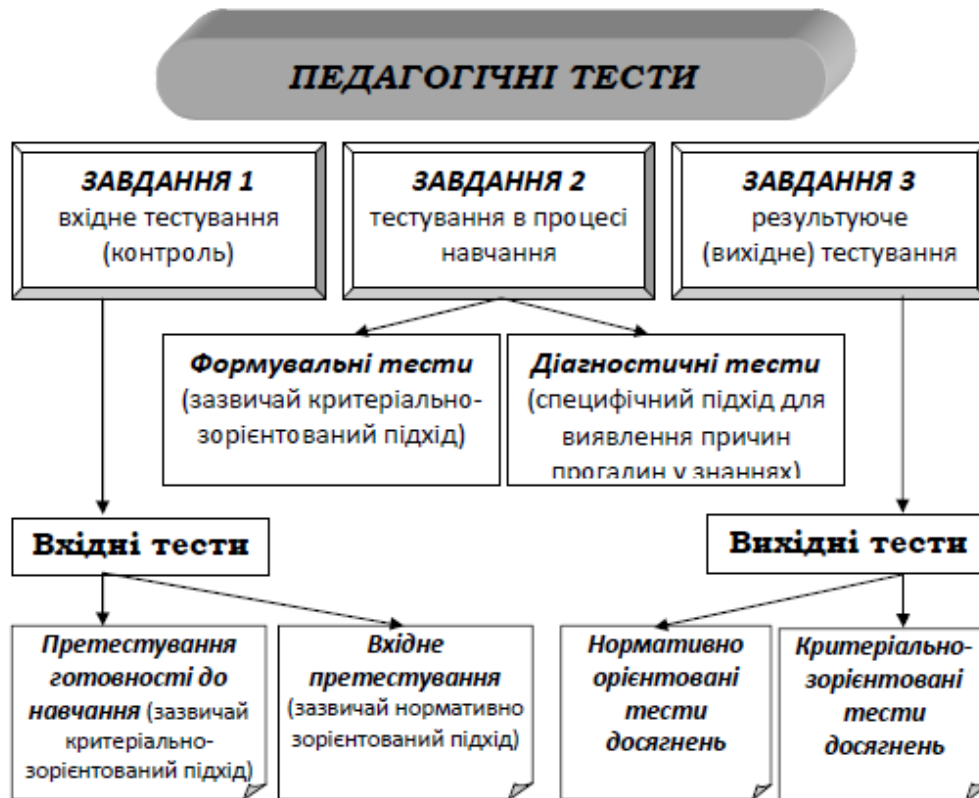 ПЕДАГОГІЧНІ ТЕСТИ
ЗАВДАННЯ 1
вхідне тестування
(контроль)
ЗАВДАННЯ 2
тестування в процесі
навчання
ЗАВДАННЯ 3
результуюче
(вихідне) тестування
Формувальні тести
(зазвичай критеріально-
зорієнтований підхід)
Діагностичні тести
(специфічний підхід для
виявлення причин
прогалин у знаннях)
Вхідні тести
Вихідні тести
Претестування
готовності до
навчання (зазвичай
критеріально-
зорієнтований підхід)
Вхідне
претестування
(зазвичай нормативно
зорієнтований підхід)
Нормативно
орієнтовані
тести
досягнень
Критеріально-
зорієнтовані
тести
досягнень